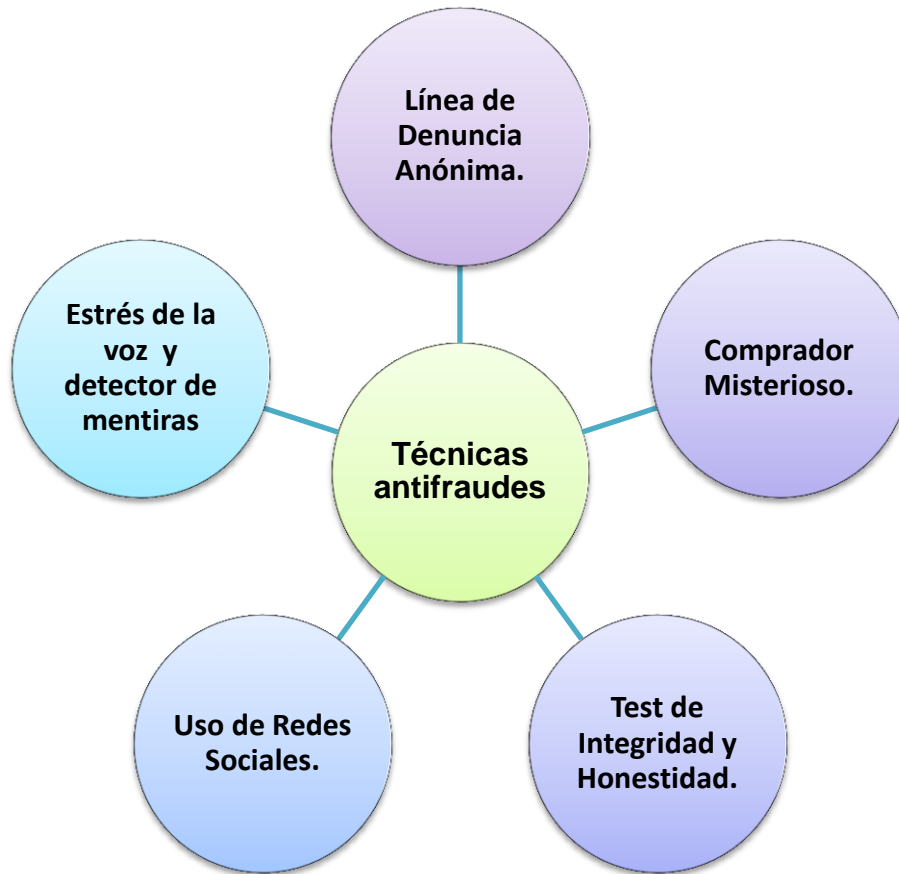 Línea de
Denuncia
Anónima.
Estrés de la
voz y
detector de
mentiras
Comprador
Misterioso.
Técnicas
antifraudes
Uso de Redes
Sociales.
Test de
Integridad y
Honestidad.